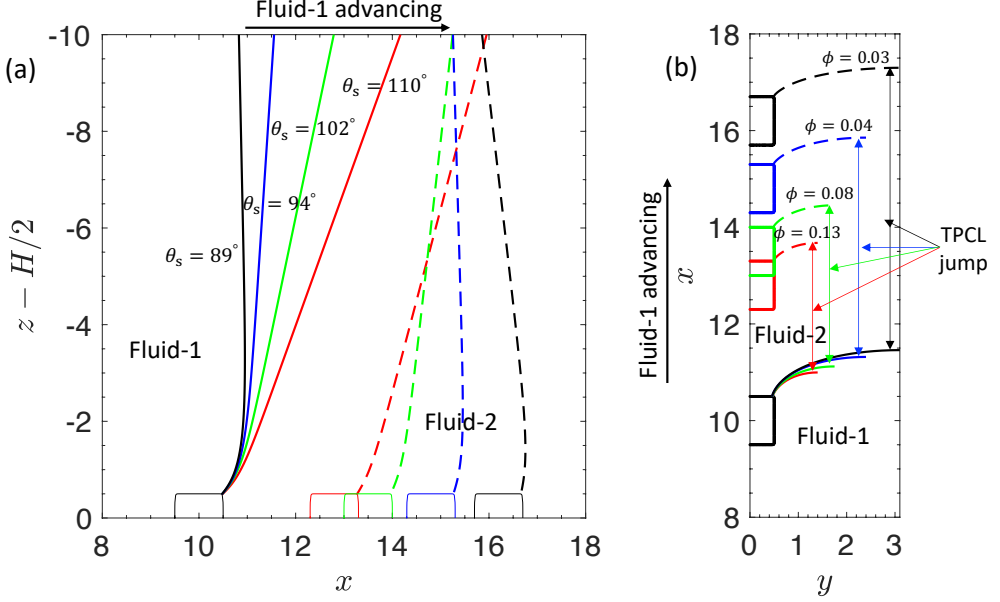 Fluid-1 advancing
(a)
-10
-8
-6
-4
-2
0
z − H/2
θs = 110°
θs = 102°
θs = 94°
θs = 89°
Fluid-1
Fluid-2
8
10
12
14
16
18
x
(b)
Fluid-1 advancing
18
16
14
12
10
8
x
ϕ = 0.03
ϕ = 0.04
ϕ = 0.08
ϕ = 0.13
TPCL
jump
Fluid-2
Fluid-1
0
1
2
3
y